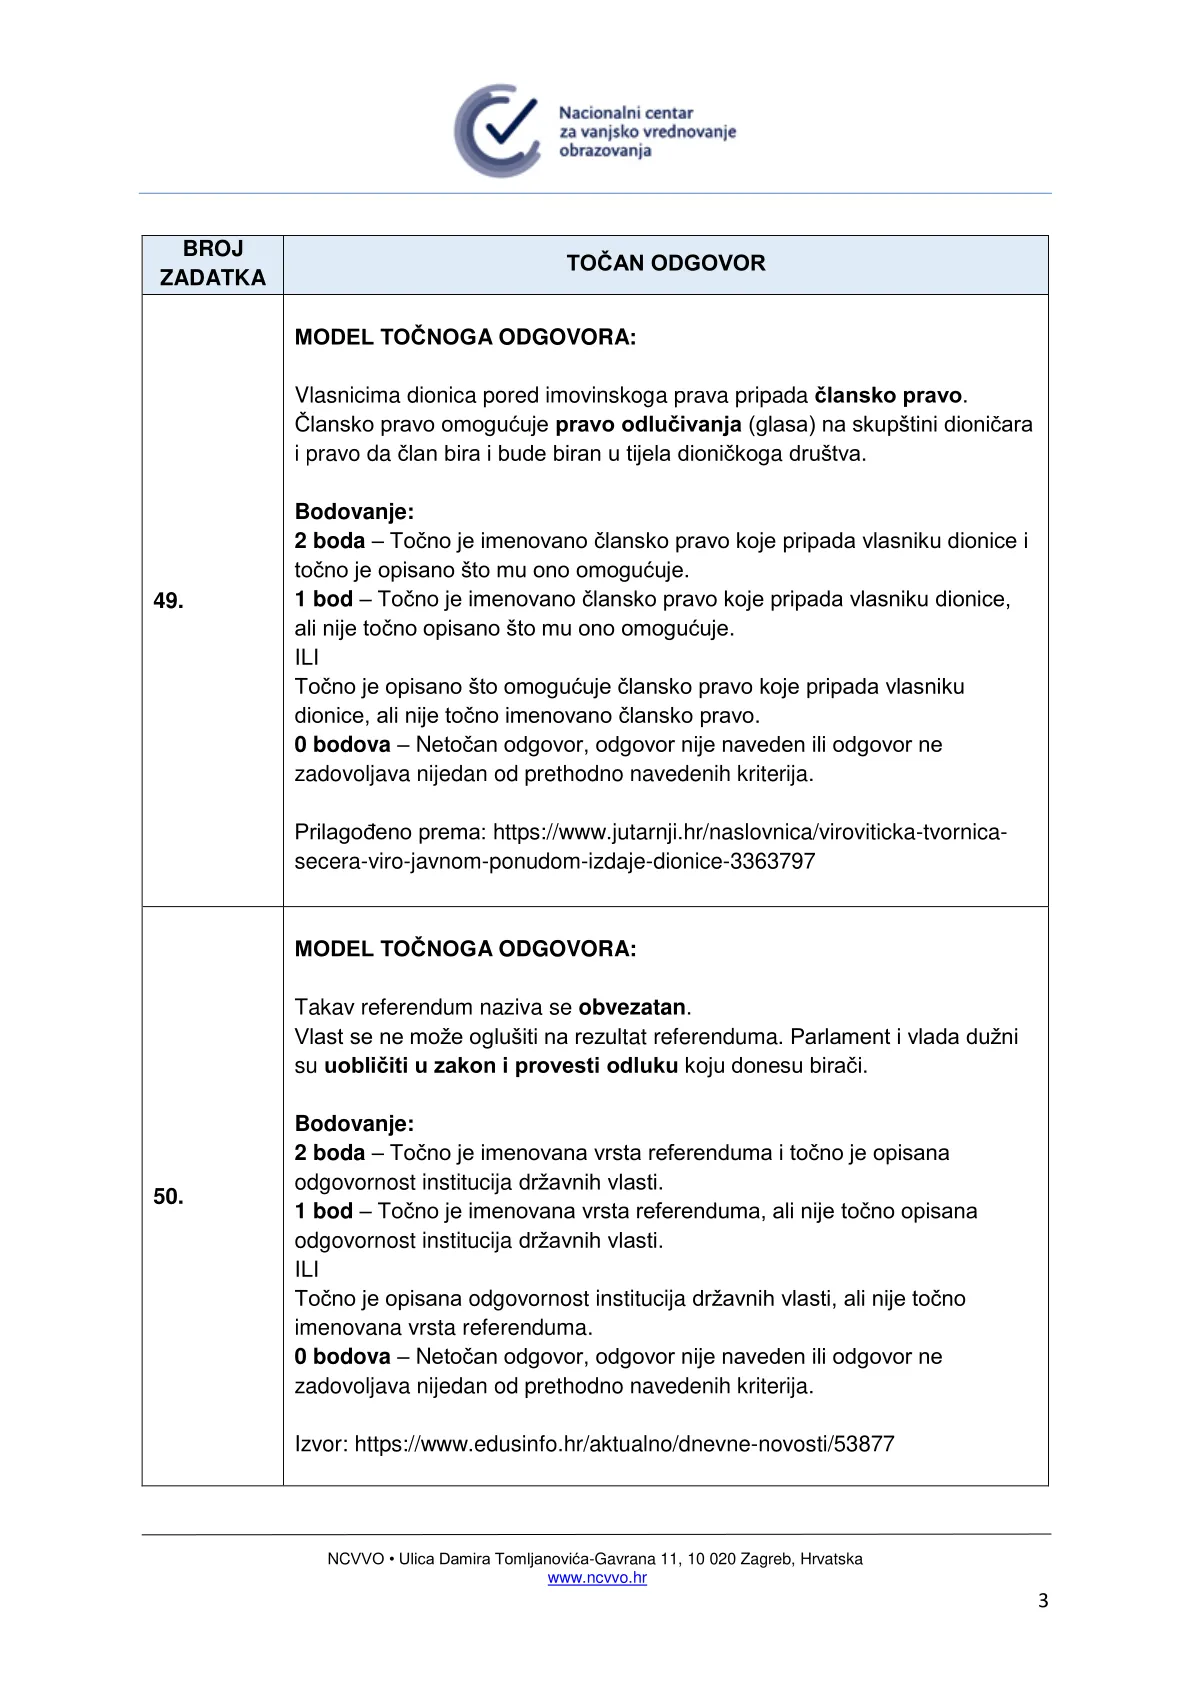 Nacionalni centar
za vanjsko vrednovanje
obrazovanja
BROJ
ZADATKA
TOČAN ODGOVOR
49.
MODEL TOČNOGA ODGOVORA:
Vlasnicima dionica pored imovinskoga prava pripada člansko pravo.
Člansko pravo omogućuje pravo odlučivanja (glasa) na skupštini dioničara
i pravo da član bira i bude biran u tijela dioničkoga društva.
Bodovanje:
2 boda – Točno je imenovano člansko pravo koje pripada vlasniku dionice i
točno je opisano što mu ono omogućuje.
1 bod – Točno je imenovano člansko pravo koje pripada vlasniku dionice,
ali nije točno opisano što mu ono omogućuje.
ILI
Točno je opisano što omogućuje člansko pravo koje pripada vlasniku
dionice, ali nije točno imenovano člansko pravo.
0 bodova – Netočan odgovor, odgovor nije naveden ili odgovor ne
zadovoljava nijedan od prethodno navedenih kriterija.
Prilagođeno prema: https://www.jutarnji.hr/naslovnica/viroviticka-tvornica-
secera-viro-javnom-ponudom-izdaje-dionice-3363797
50.
MODEL TOČNOGA ODGOVORA:
Takav referendum naziva se obvezatan.
Vlast se ne može oglušiti na rezultat referenduma. Parlament i vlada dužni
su uobličiti u zakon i provesti odluku koju donesu birači.
Bodovanje:
2 boda – Točno je imenovana vrsta referenduma i točno je opisana
odgovornost institucija državnih vlasti.
1 bod – Točno je imenovana vrsta referenduma, ali nije točno opisana
odgovornost institucija državnih vlasti.
ILI
Točno je opisana odgovornost institucija državnih vlasti, ali nije točno
imenovana vrsta referenduma.
0 bodova – Netočan odgovor, odgovor nije naveden ili odgovor ne
zadovoljava nijedan od prethodno navedenih kriterija.
Izvor: https://www.edusinfo.hr/aktualno/dnevne-novosti/53877
NCVVO • Ulica Damira Tomljanovića-Gavrana 11, 10 020 Zagreb, Hrvatska
www.ncvvo.hr
3